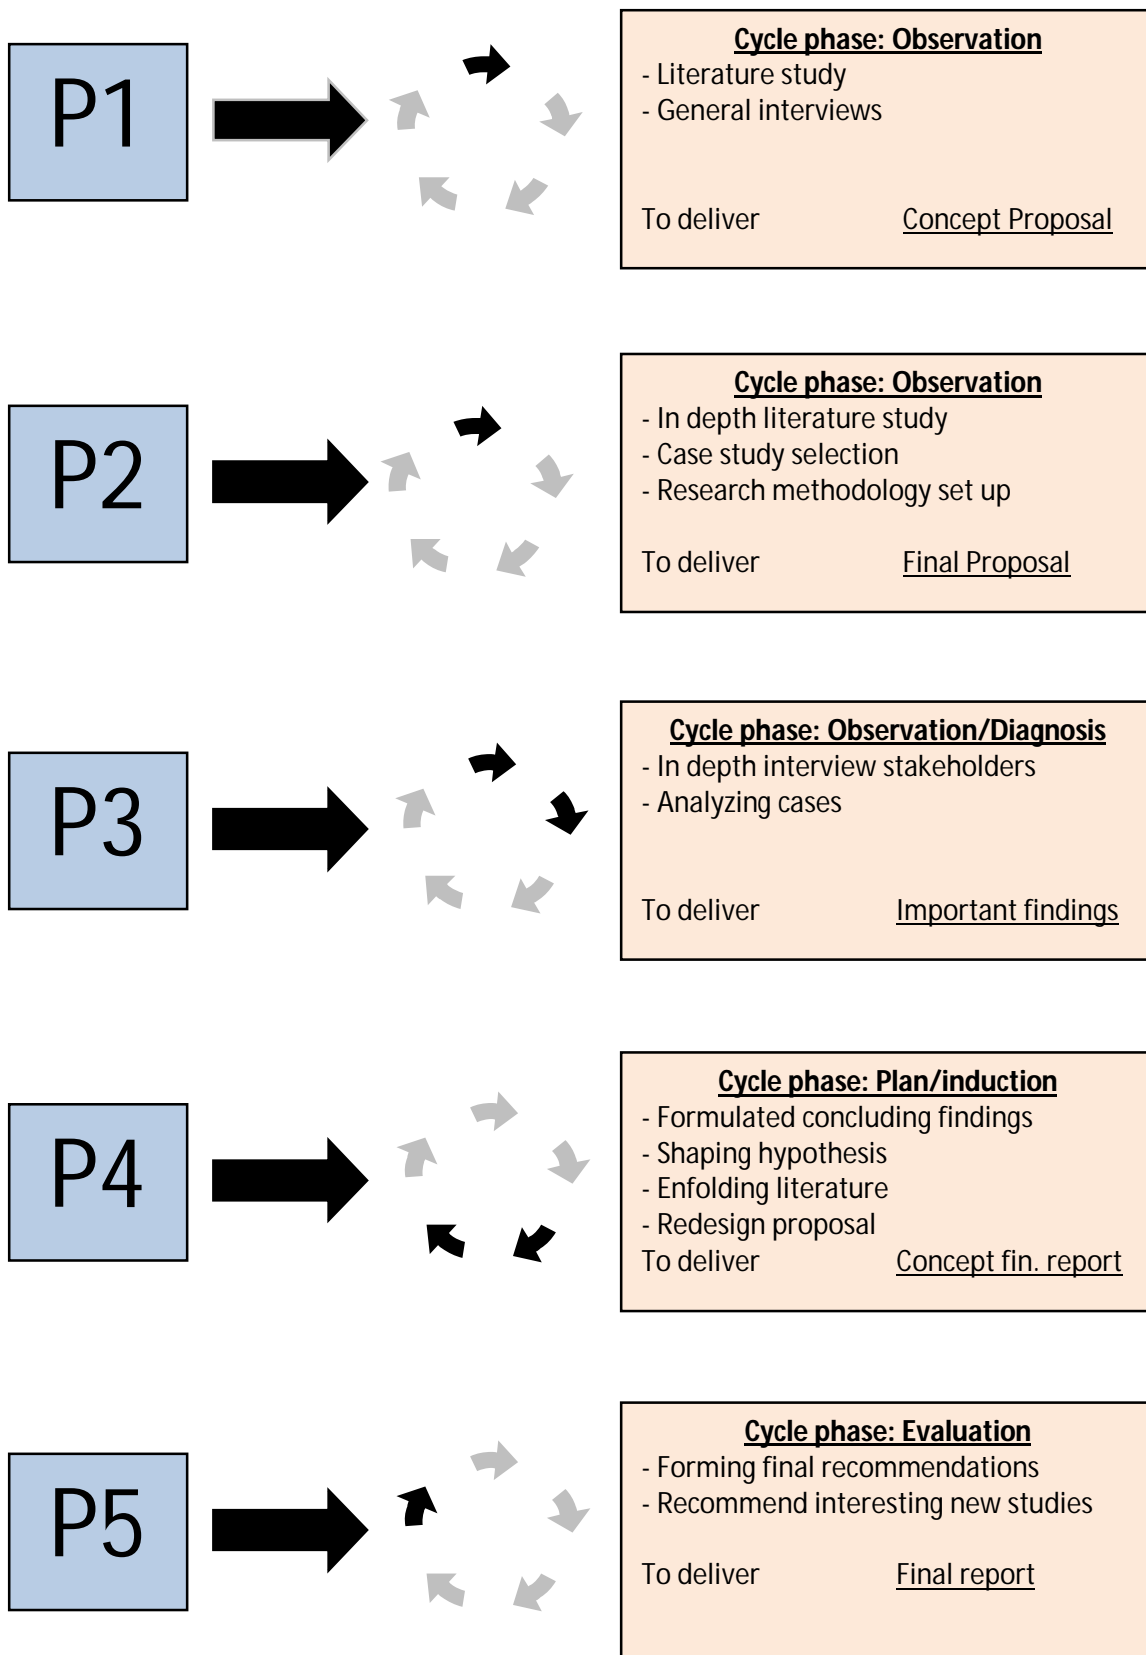 P1
Cycle phase: Observation
- Literature study
- General interviews
To deliver Concept Proposal
P2
Cycle phase: Observation
- In depth literature study
- Case study selection
- Research methodology set up
To deliver Final Proposal
P3
Cycle phase: Observation/Diagnosis
- In depth interview stakeholders
- Analyzing cases
To deliver Important findings
P4
Cycle phase: Plan/induction
- Formulated concluding findings
- Shaping hypothesis
- Enfolding literature
- Redesign proposal
To deliver Concept fin. report
P5
Cycle phase: Evaluation
- Forming final recommendations
- Recommend interesting new studies
To deliver Final report